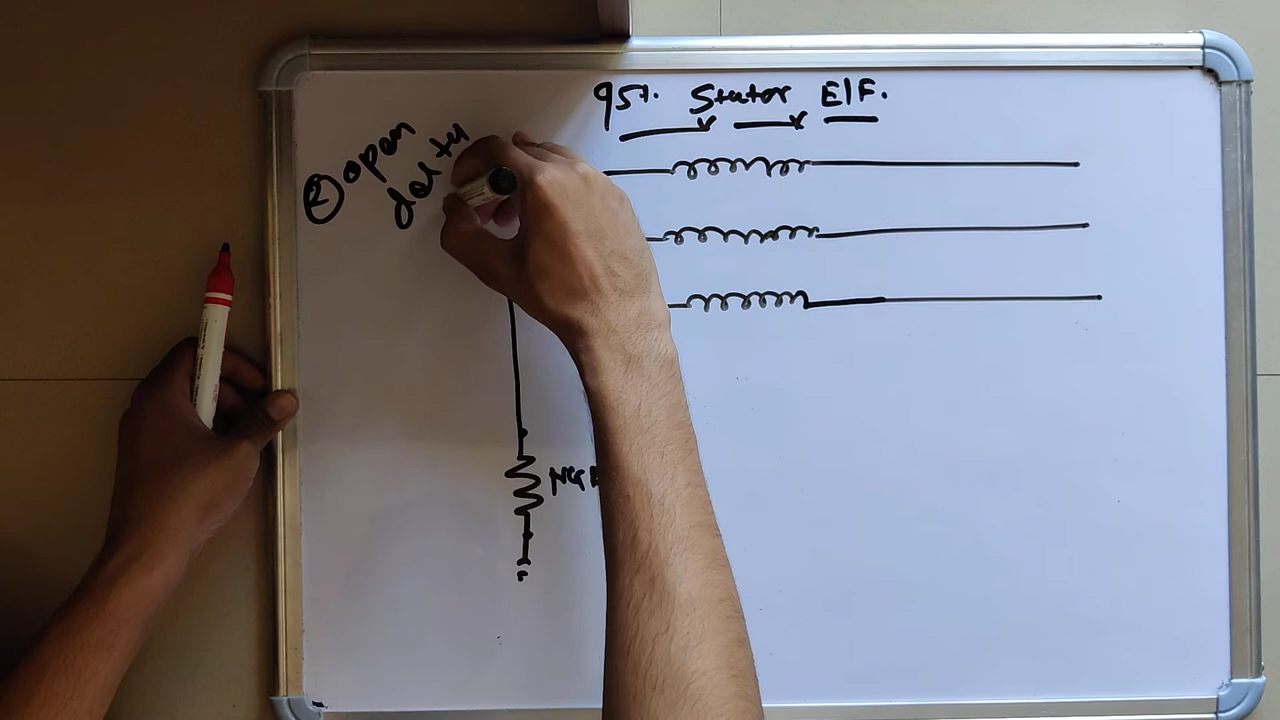 95%. Stator E/F.
② open
delta
NGR